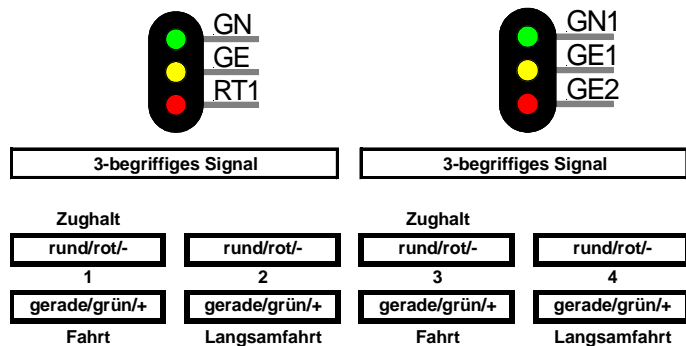 GN
GE
RT1
GN1
GE1
GE2
3-begriffiges Signal
3-begriffiges Signal
Zughalt
Zughalt
rund/rot/-
rund/rot/-
rund/rot/-
rund/rot/-
1
2
3
4
gerade/grün/+
gerade/grün/+
gerade/grün/+
gerade/grün/+
Fahrt
Langsamfahrt
Fahrt
Langsamfahrt